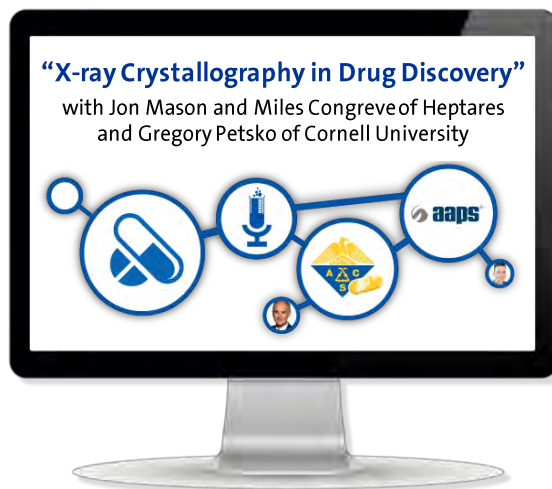 “X-ray Crystallography in Drug Discovery”
with Jon Mason and Miles Congreve of Heptares
and Gregory Petsko of Cornell University
aaps
A C
S